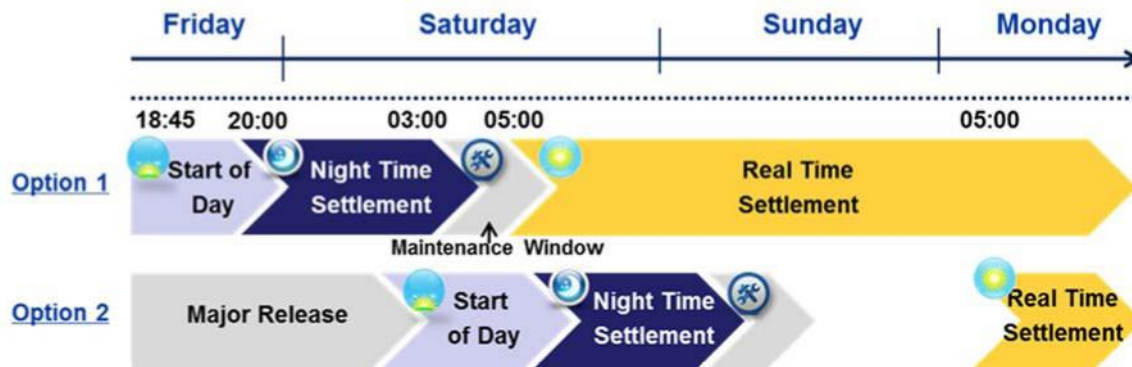 Friday Saturday Sunday Monday
18:45 20:00 03:00 05:00 05:00
Option 1
Start of
Day
Night Time
Settlement
Real Time
Settlement
Maintenance Window
Option 2
Major Release
Start
of Day
Night Time
Settlement
Real Time
Settlement